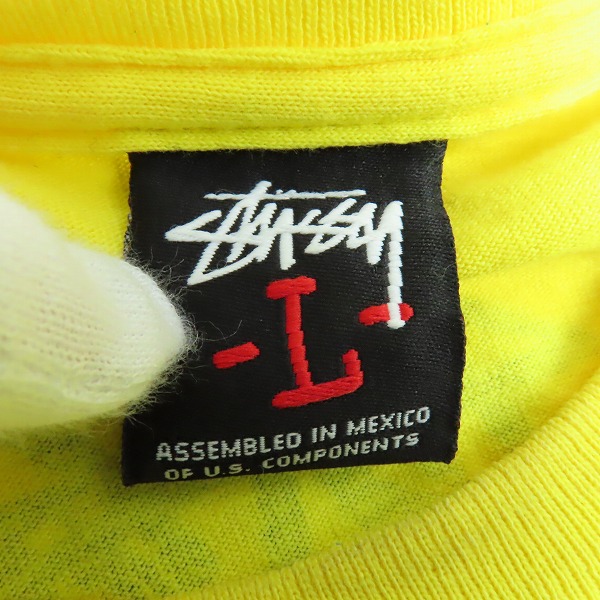 STUSSY
-L-
ASSEMBLED IN MEXICO
OF U.S. COMPONENTS